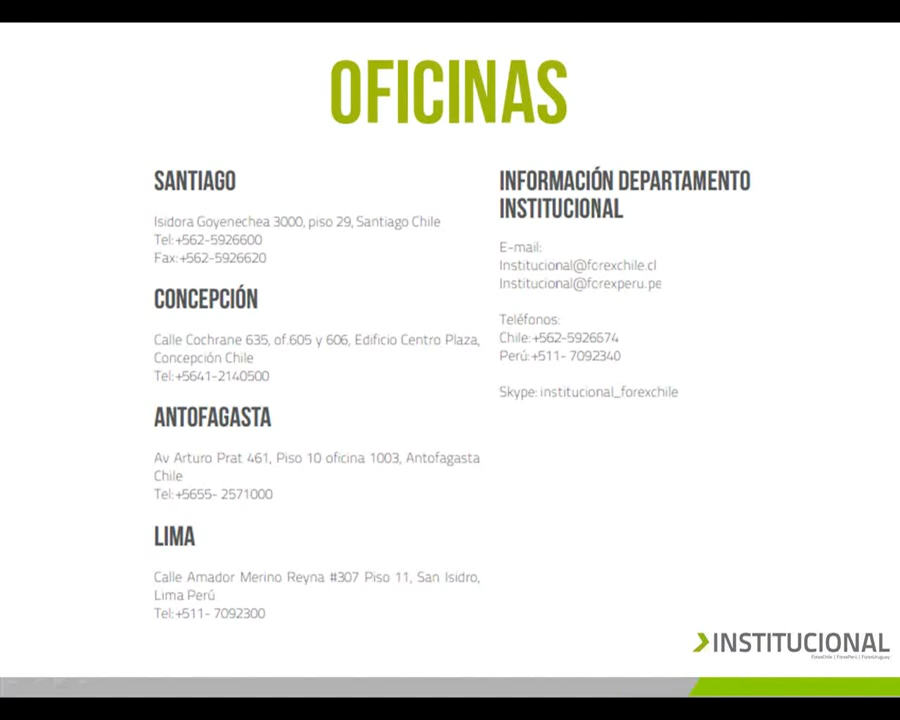 OFICINAS
SANTIAGO
Isidora Goyenechea 3000, piso 29, Santiago Chile
Tel:+562-5926600
Fax:+562-5926620
CONCEPCIÓN
Calle Cochrane 635, of.605 y 606, Edificio Centro Plaza,
Concepción Chile
Tel:+5641-2140500
ANTOFAGASTA
Av Arturo Prat 461, Piso 10 oficina 1003, Antofagasta
Chile
Tel:+5655- 2571000
LIMA
Calle Amador Merino Reyna #307 Piso 11, San Isidro,
Lima Perú
Tel:+511- 7092300
INFORMACIÓN DEPARTAMENTO
INSTITUCIONAL
E-mail:
Institucional@forexchile.cl
Institucional@forexperu.pe
Teléfonos:
Chile:+562-5926674
Perú:+511- 7092340
Skype: institucional_forexchile
INSTITUCIONAL
ForexChile | ForexPerú | ForexUruguay